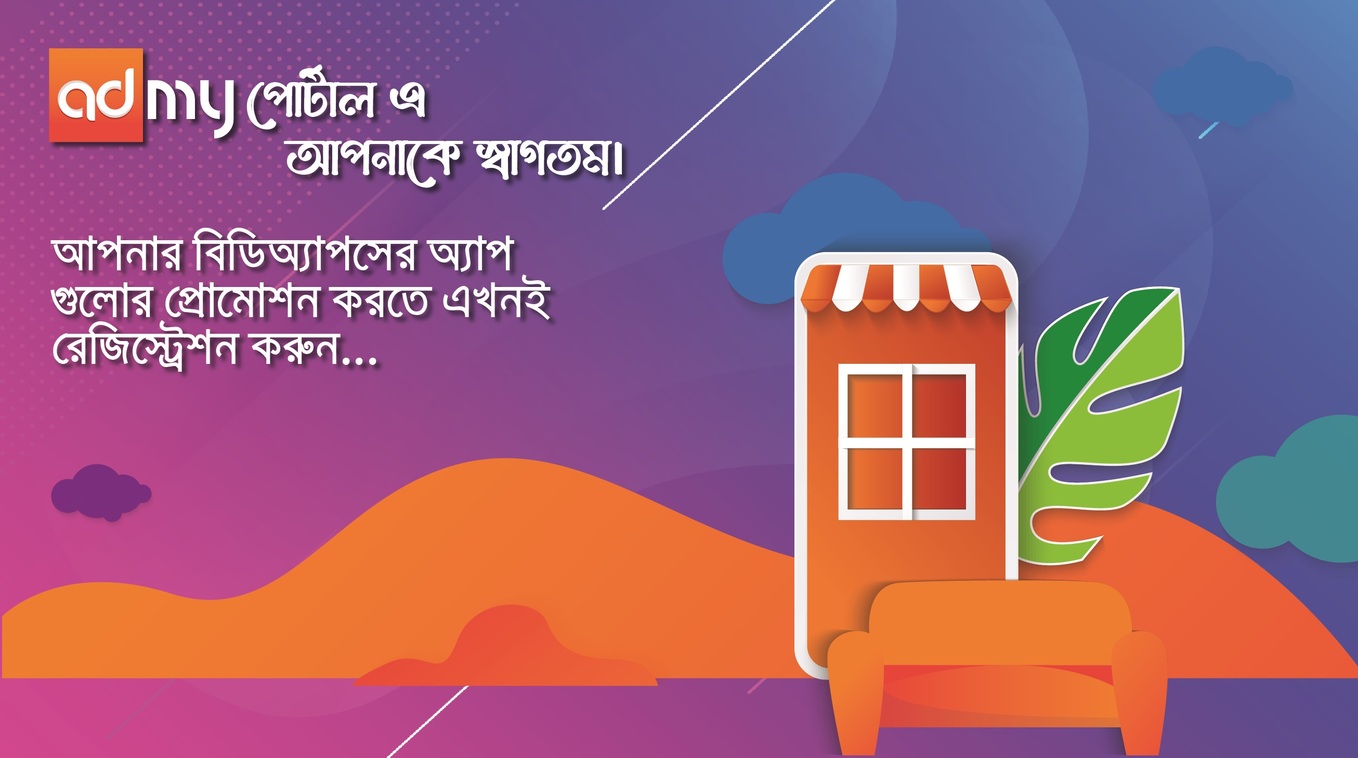 admy পোর্টাল এ
আপনাকে স্বাগতম।
আপনার বিডিঅ্যাপসের অ্যাপ
গুলোর প্রোমোশন করতে এখনই
রেজিস্ট্রেশন করুন...